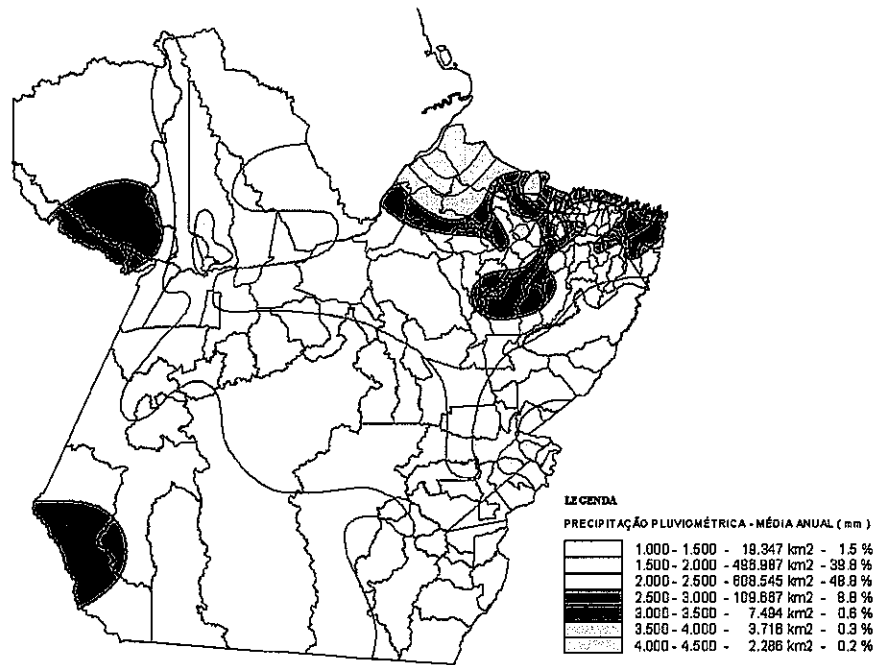 LEGENDA
PRECIPITAÇÃO PLUVIOMÉTRICA - MÉDIA ANUAL ( mm )
1.000 - 1.500 - 19.347 km2 - 1.5 %
1.500 - 2.000 - 496.987 km2 - 39.8 %
2.000 - 2.500 - 608.545 km2 - 48.8 %
2.500 - 3.000 - 109.687 km2 - 8.8 %
3.000 - 3.500 - 7.494 km2 - 0.6 %
3.500 - 4.000 - 3.718 km2 - 0.3 %
4.000 - 4.500 - 2.286 km2 - 0.2 %